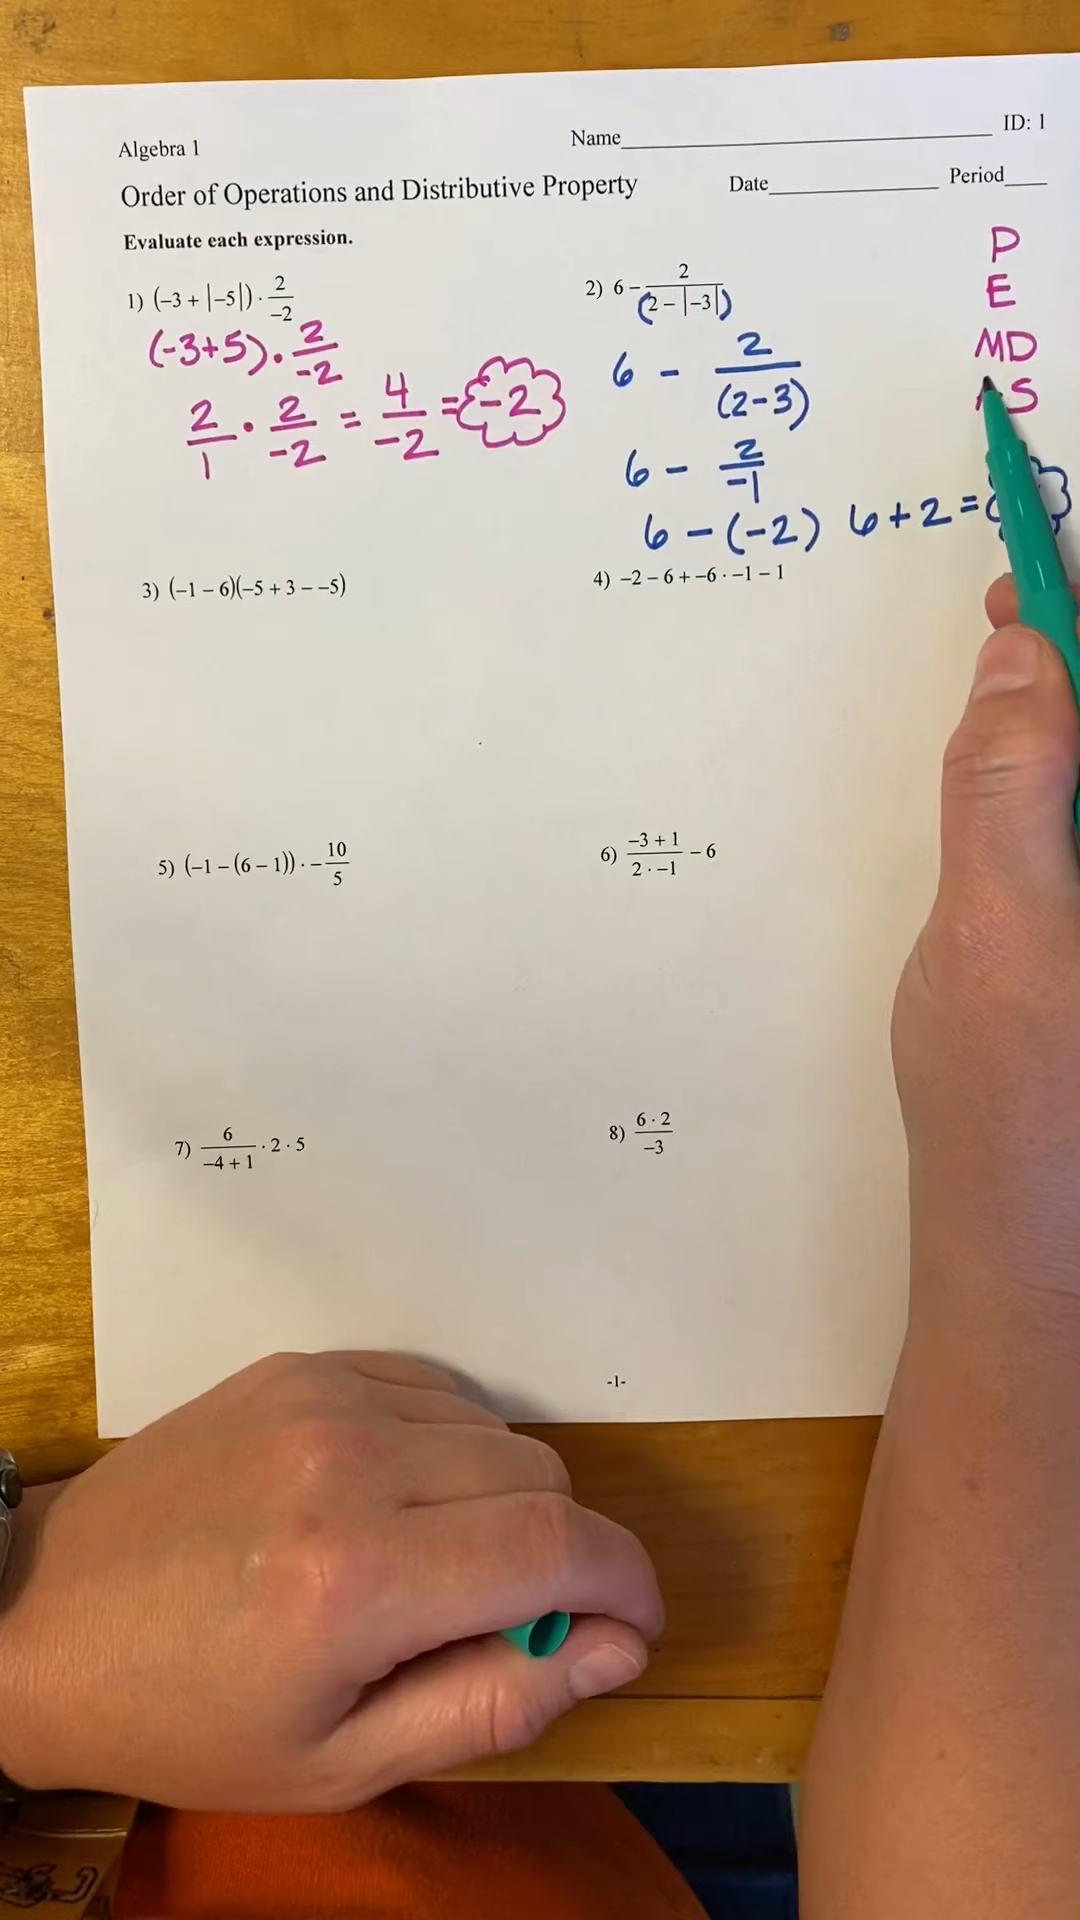 Algebra 1
Name
ID: 1
Order of Operations and Distributive Property
Date
Period
Evaluate each expression.
1) (−3 + |−5|) · 2/−2
(-3+5) · 2/-2
2/1 · 2/-2 = 4/-2 = -2
2) 6 − 2/(2 − |−3|)
6 - 2/(2-3)
6 - 2/-1
6 - (-2) 6+2=
P
E
MD
S
3) (−1 − 6)(−5 + 3 − −5)
4) −2 − 6 + −6 · −1 − 1
5) (−1 − (6 − 1)) · −10/5
6) −3 + 1/2 · −1 − 6
7) 6/−4 + 1 · 2 · 5
8) 6 · 2/−3
-1-